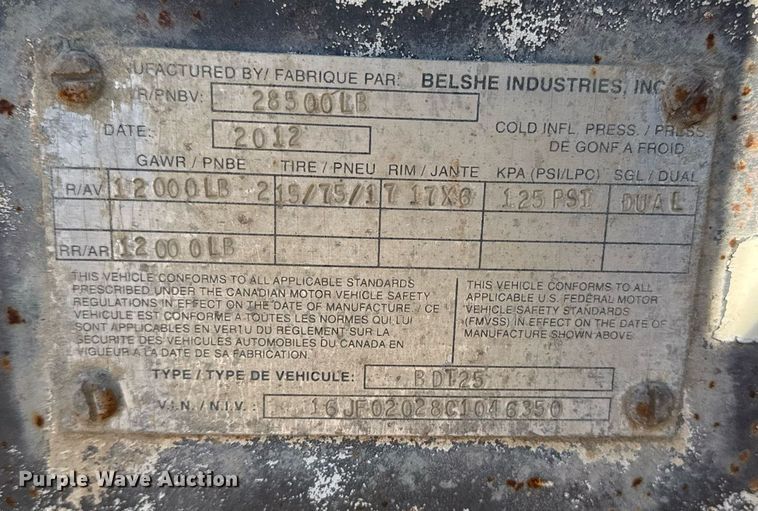 UFACTURED BY/ FABRIQUE PAR: BELSHE INDUSTRIES, INC
R/PNBV: 28500LB
DATE: 2012
COLD INFL. PRESS. / PRESS
DE GONF A FROID
GAWR / PNBE TIRE / PNEU RIM / JANTE KPA (PSI/LPC) SGL / DUAL
R/AV 12000LB 215/75/17 17X6 125 PSI DUAL
RR/AR 12000LB
THIS VEHICLE CONFORMS TO ALL APPLICABLE STANDARDS
PRESCRIBED UNDER THE CANADIAN MOTOR VEHICLE SAFETY
REGULATIONS IN EFFECT ON THE DATE OF MANUFACTURE / CE
VEHICULE EST CONFORME A TOUTES LES NORMES QUI LUI
SONT APPLICABLES EN VERTU DU REGLEMENT SUR LA
SECURITE DES VEHICULES AUTOMOBILES DU CANADA EN
VIGUEUR A LA DATE DE SA FABRICATION.
THIS VEHICLE CONFORMS TO ALL
APPLICABLE U.S. FEDERAL MOTOR
VEHICLE SAFETY STANDARDS
(FMVSS) IN EFFECT ON THE DATE OF
MANUFACTURE SHOWN ABOVE
TYPE / TYPE DE VEHICULE: BDT25
V.I.N. / N.I.V.: 16JF02028C1046350
Purple Wave Auction